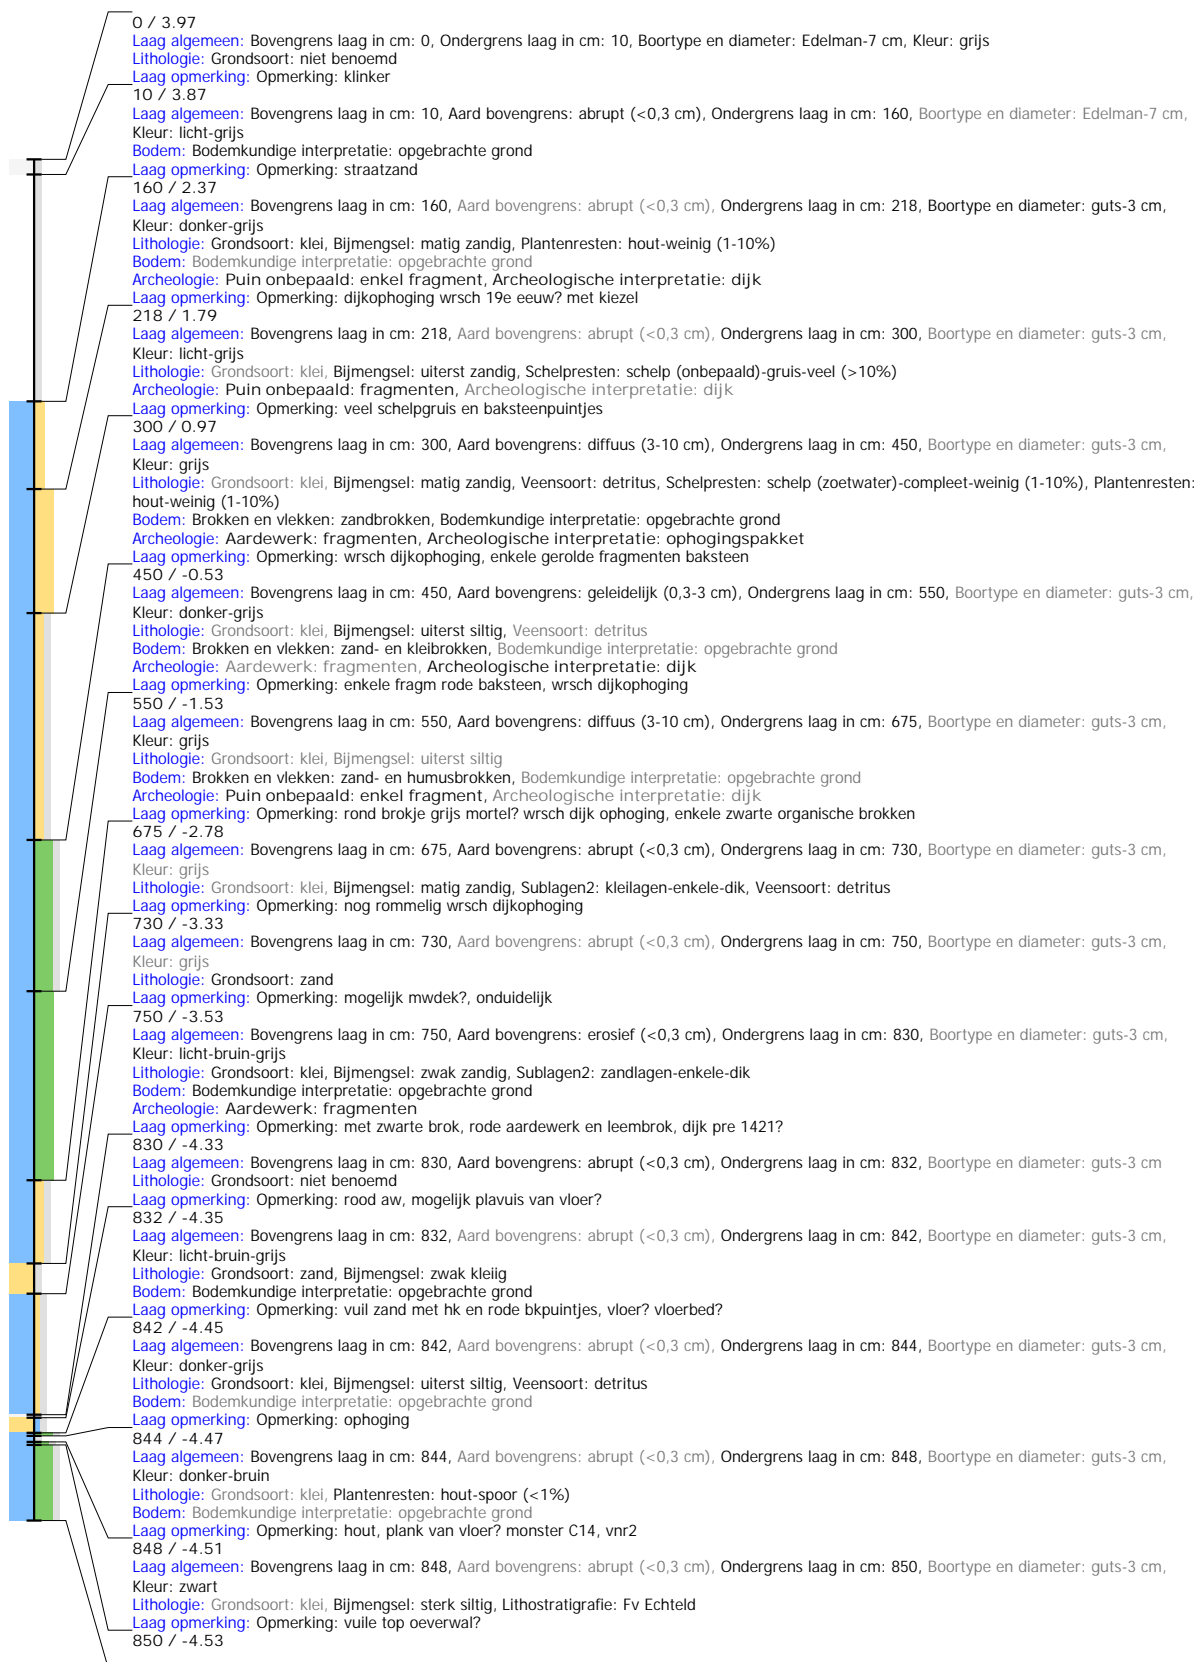 0 / 3.97
Laag algemeen: Bovengrens laag in cm: 0, Ondergrens laag in cm: 10, Boortype en diameter: Edelman-7 cm, Kleur: grijs
Lithologie: Grondsoort: niet benoemd
Laag opmerking: Opmerking: klinker
10 / 3.87
Laag algemeen: Bovengrens laag in cm: 10, Aard bovengrens: abrupt (<0,3 cm), Ondergrens laag in cm: 160, Boortype en diameter: Edelman-7 cm,
Kleur: licht-grijs
Bodem: Bodemkundige interpretatie: opgebrachte grond
Laag opmerking: Opmerking: straatzand
160 / 2.37
Laag algemeen: Bovengrens laag in cm: 160, Aard bovengrens: abrupt (<0,3 cm), Ondergrens laag in cm: 218, Boortype en diameter: guts-3 cm,
Kleur: donker-grijs
Lithologie: Grondsoort: klei, Bijmengsel: matig zandig, Plantenresten: hout-weinig (1-10%)
Bodem: Bodemkundige interpretatie: opgebrachte grond
Archeologie: Puin onbepaald: enkel fragment, Archeologische interpretatie: dijk
Laag opmerking: Opmerking: dijkophoging wrsch 19e eeuw? met kiezel
218 / 1.79
Laag algemeen: Bovengrens laag in cm: 218, Aard bovengrens: abrupt (<0,3 cm), Ondergrens laag in cm: 300, Boortype en diameter: guts-3 cm,
Kleur: licht-grijs
Lithologie: Grondsoort: klei, Bijmengsel: uiterst zandig, Schelpresten: schelp (onbepaald)-gruis-veel (>10%)
Archeologie: Puin onbepaald: fragmenten, Archeologische interpretatie: dijk
Laag opmerking: Opmerking: veel schelpgruis en baksteenpuintjes
300 / 0.97
Laag algemeen: Bovengrens laag in cm: 300, Aard bovengrens: diffuus (3-10 cm), Ondergrens laag in cm: 450, Boortype en diameter: guts-3 cm,
Kleur: grijs
Lithologie: Grondsoort: klei, Bijmengsel: matig zandig, Veensoort: detritus, Schelpresten: schelp (zoetwater)-compleet-weinig (1-10%), Plantenresten:
hout-weinig (1-10%)
Bodem: Brokken en vlekken: zandbrokken, Bodemkundige interpretatie: opgebrachte grond
Archeologie: Aardewerk: fragmenten, Archeologische interpretatie: ophogingspakket
Laag opmerking: Opmerking: wrsch dijkophoging, enkele gerolde fragmenten baksteen
450 / -0.53
Laag algemeen: Bovengrens laag in cm: 450, Aard bovengrens: geleidelijk (0,3-3 cm), Ondergrens laag in cm: 550, Boortype en diameter: guts-3 cm,
Kleur: donker-grijs
Lithologie: Grondsoort: klei, Bijmengsel: uiterst siltig, Veensoort: detritus
Bodem: Brokken en vlekken: zand- en kleibrokken, Bodemkundige interpretatie: opgebrachte grond
Archeologie: Aardewerk: fragmenten, Archeologische interpretatie: dijk
Laag opmerking: Opmerking: enkele fragm rode baksteen, wrsch dijkophoging
550 / -1.53
Laag algemeen: Bovengrens laag in cm: 550, Aard bovengrens: diffuus (3-10 cm), Ondergrens laag in cm: 675, Boortype en diameter: guts-3 cm,
Kleur: grijs
Lithologie: Grondsoort: klei, Bijmengsel: uiterst siltig
Bodem: Brokken en vlekken: zand- en humusbrokken, Bodemkundige interpretatie: opgebrachte grond
Archeologie: Puin onbepaald: enkel fragment, Archeologische interpretatie: dijk
Laag opmerking: Opmerking: rond brokje grijs mortel? wrsch dijk ophoging, enkele zwarte organische brokken
675 / -2.78
Laag algemeen: Bovengrens laag in cm: 675, Aard bovengrens: abrupt (<0,3 cm), Ondergrens laag in cm: 730, Boortype en diameter: guts-3 cm,
Kleur: grijs
Lithologie: Grondsoort: klei, Bijmengsel: matig zandig, Sublagen2: kleilagen-enkele-dik, Veensoort: detritus
Laag opmerking: Opmerking: nog rommelig wrsch dijkophoging
730 / -3.33
Laag algemeen: Bovengrens laag in cm: 730, Aard bovengrens: abrupt (<0,3 cm), Ondergrens laag in cm: 750, Boortype en diameter: guts-3 cm,
Kleur: grijs
Lithologie: Grondsoort: zand
Laag opmerking: Opmerking: mogelijk mwdek?, onduidelijk
750 / -3.53
Laag algemeen: Bovengrens laag in cm: 750, Aard bovengrens: erosief (<0,3 cm), Ondergrens laag in cm: 830, Boortype en diameter: guts-3 cm,
Kleur: licht-bruin-grijs
Lithologie: Grondsoort: klei, Bijmengsel: zwak zandig, Sublagen2: zandlagen-enkele-dik
Bodem: Bodemkundige interpretatie: opgebrachte grond
Archeologie: Aardewerk: fragmenten
Laag opmerking: Opmerking: met zwarte brok, rode aardewerk en leembrok, dijk pre 1421?
830 / -4.33
Laag algemeen: Bovengrens laag in cm: 830, Aard bovengrens: abrupt (<0,3 cm), Ondergrens laag in cm: 832, Boortype en diameter: guts-3 cm
Lithologie: Grondsoort: niet benoemd
Laag opmerking: Opmerking: rood aw, mogelijk plavuis van vloer?
832 / -4.35
Laag algemeen: Bovengrens laag in cm: 832, Aard bovengrens: abrupt (<0,3 cm), Ondergrens laag in cm: 842, Boortype en diameter: guts-3 cm,
Kleur: licht-bruin-grijs
Lithologie: Grondsoort: zand, Bijmengsel: zwak kleiig
Bodem: Bodemkundige interpretatie: opgebrachte grond
Laag opmerking: Opmerking: vuil zand met hk en rode bkpuintjes, vloer? vloerbed?
842 / -4.45
Laag algemeen: Bovengrens laag in cm: 842, Aard bovengrens: abrupt (<0,3 cm), Ondergrens laag in cm: 844, Boortype en diameter: guts-3 cm,
Kleur: donker-grijs
Lithologie: Grondsoort: klei, Bijmengsel: uiterst siltig, Veensoort: detritus
Bodem: Bodemkundige interpretatie: opgebrachte grond
Laag opmerking: Opmerking: ophoging
844 / -4.47
Laag algemeen: Bovengrens laag in cm: 844, Aard bovengrens: abrupt (<0,3 cm), Ondergrens laag in cm: 848, Boortype en diameter: guts-3 cm,
Kleur: donker-bruin
Lithologie: Grondsoort: klei, Plantenresten: hout-spoor (<1%)
Bodem: Bodemkundige interpretatie: opgebrachte grond
Laag opmerking: Opmerking: hout, plank van vloer? monster C14, vnr2
848 / -4.51
Laag algemeen: Bovengrens laag in cm: 848, Aard bovengrens: abrupt (<0,3 cm), Ondergrens laag in cm: 850, Boortype en diameter: guts-3 cm,
Kleur: zwart
Lithologie: Grondsoort: klei, Bijmengsel: sterk siltig, Lithostratigrafie: Fv Echteld
Laag opmerking: Opmerking: vuile top oeverwal?
850 / -4.53